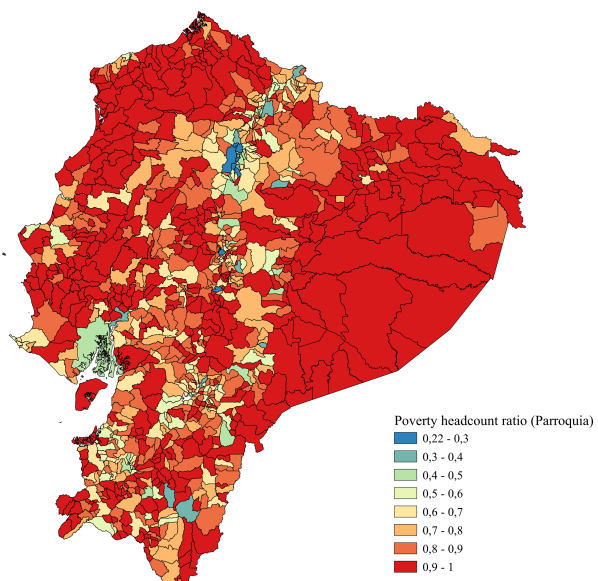 Poverty headcount ratio (Parroquia)
0,22 - 0,3
0,3 - 0,4
0,4 - 0,5
0,5 - 0,6
0,6 - 0,7
0,7 - 0,8
0,8 - 0,9
0,9 - 1